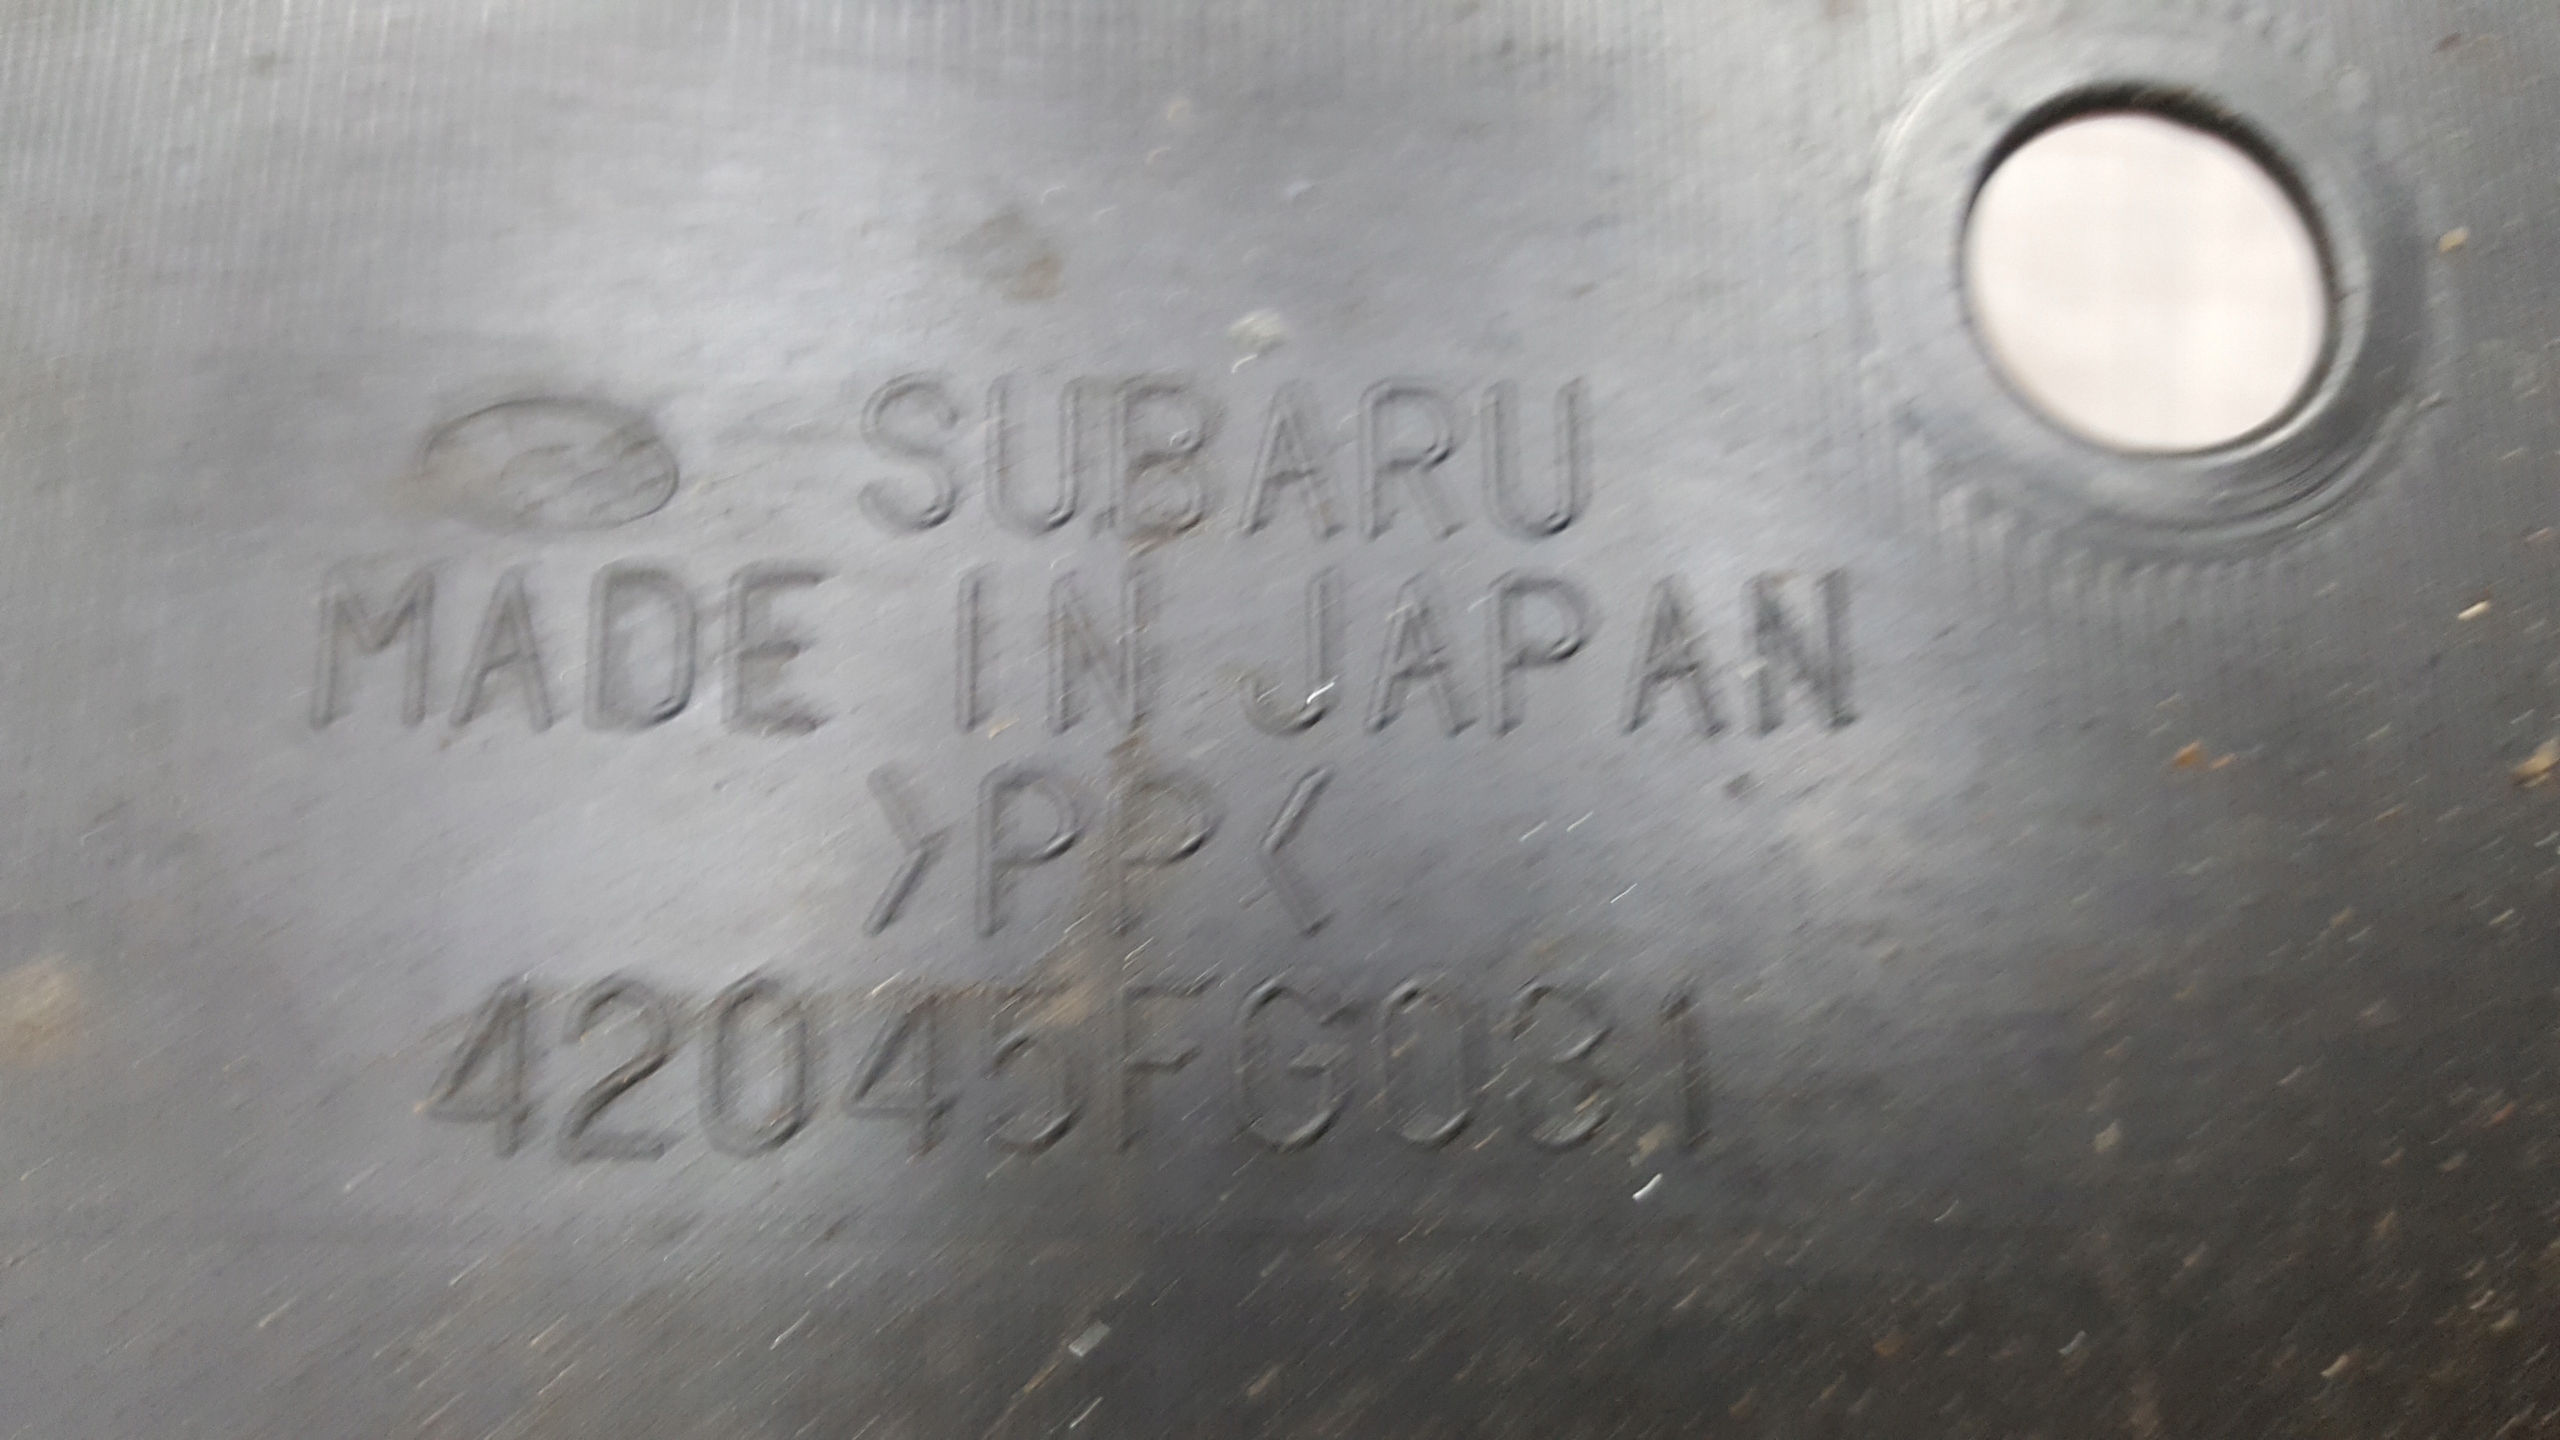 SUBARU
MADE IN JAPAN
>PP<
42045FG031